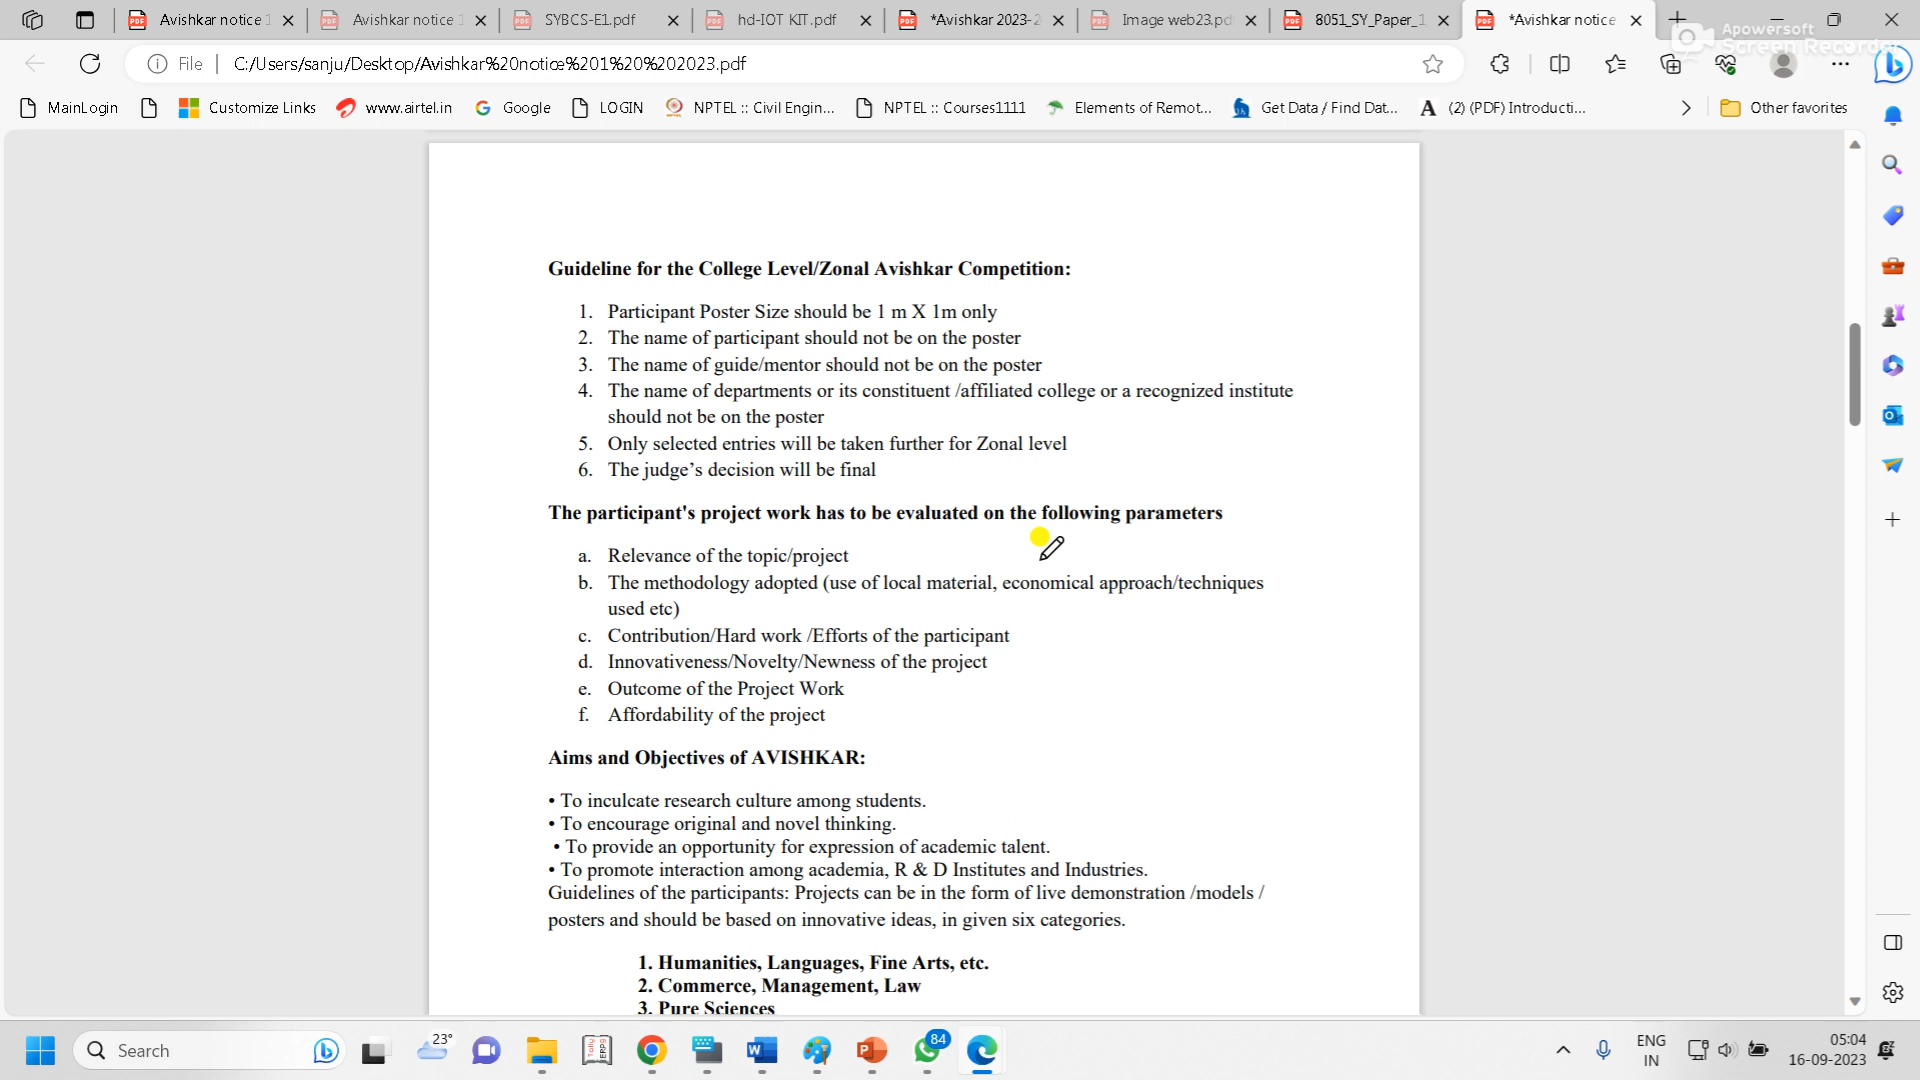 Avishkar notice 1
Avishkar notice 1
SYBCS-E1.pdf
hd-IOT KIT.pdf
*Avishkar 2023-2
Image web23.pdf
8051_SY_Paper_1
*Avishkar notice
Apowersoft
Screen Recorder
File
C:/Users/sanju/Desktop/Avishkar%20notice%201%20%202023.pdf
MainLogin
Customize Links
www.airtel.in
Google
LOGIN
NPTEL :: Civil Engin...
NPTEL :: Courses1111
Elements of Remot...
Get Data / Find Dat...
(2) (PDF) Introducti...
Other favorites
Guideline for the College Level/Zonal Avishkar Competition:
1. Participant Poster Size should be 1 m X 1m only
2. The name of participant should not be on the poster
3. The name of guide/mentor should not be on the poster
4. The name of departments or its constituent /affiliated college or a recognized institute
should not be on the poster
5. Only selected entries will be taken further for Zonal level
6. The judge’s decision will be final
The participant's project work has to be evaluated on the following parameters
a. Relevance of the topic/project
b. The methodology adopted (use of local material, economical approach/techniques
used etc)
c. Contribution/Hard work /Efforts of the participant
d. Innovativeness/Novelty/Newness of the project
e. Outcome of the Project Work
f. Affordability of the project
Aims and Objectives of AVISHKAR:
• To inculcate research culture among students.
• To encourage original and novel thinking.
• To provide an opportunity for expression of academic talent.
• To promote interaction among academia, R & D Institutes and Industries.
Guidelines of the participants: Projects can be in the form of live demonstration /models /
posters and should be based on innovative ideas, in given six categories.
1. Humanities, Languages, Fine Arts, etc.
2. Commerce, Management, Law
3. Pure Sciences
Search
23°
84
ENG
IN
05:04
16-09-2023